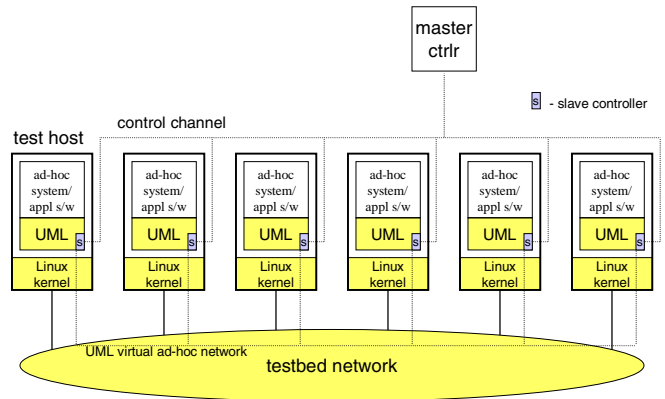 master
ctrlr
s - slave controller
control channel
test host
ad-hoc
system/
appl s/w
UML
s
Linux
kernel
ad-hoc
system/
appl s/w
UML
s
Linux
kernel
ad-hoc
system/
appl s/w
UML
s
Linux
kernel
ad-hoc
system/
appl s/w
UML
s
Linux
kernel
ad-hoc
system/
appl s/w
UML
s
Linux
kernel
ad-hoc
system/
appl s/w
UML
s
Linux
kernel
UML virtual ad-hoc network
testbed network